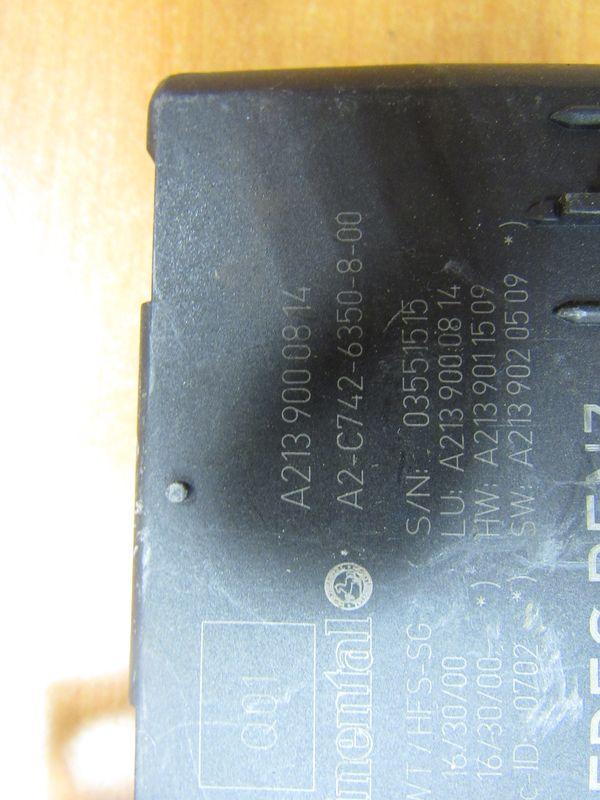 A213 900 08 14
A2-C742-6350-8-00
S/N: 03551515
LU: A213 900 08 14
HW: A213 901 15 09
SW: A213 902 05 09 *)
Q01
/HFS-SG
16/30/00
16/30/00 *)
0702 *)